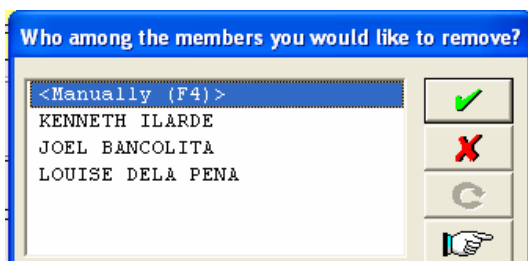 Who among the members you would like to remove?
<Manually (F4)>
KENNETH ILARDE
JOEL BANCOLITA
LOUISE DELA PENA